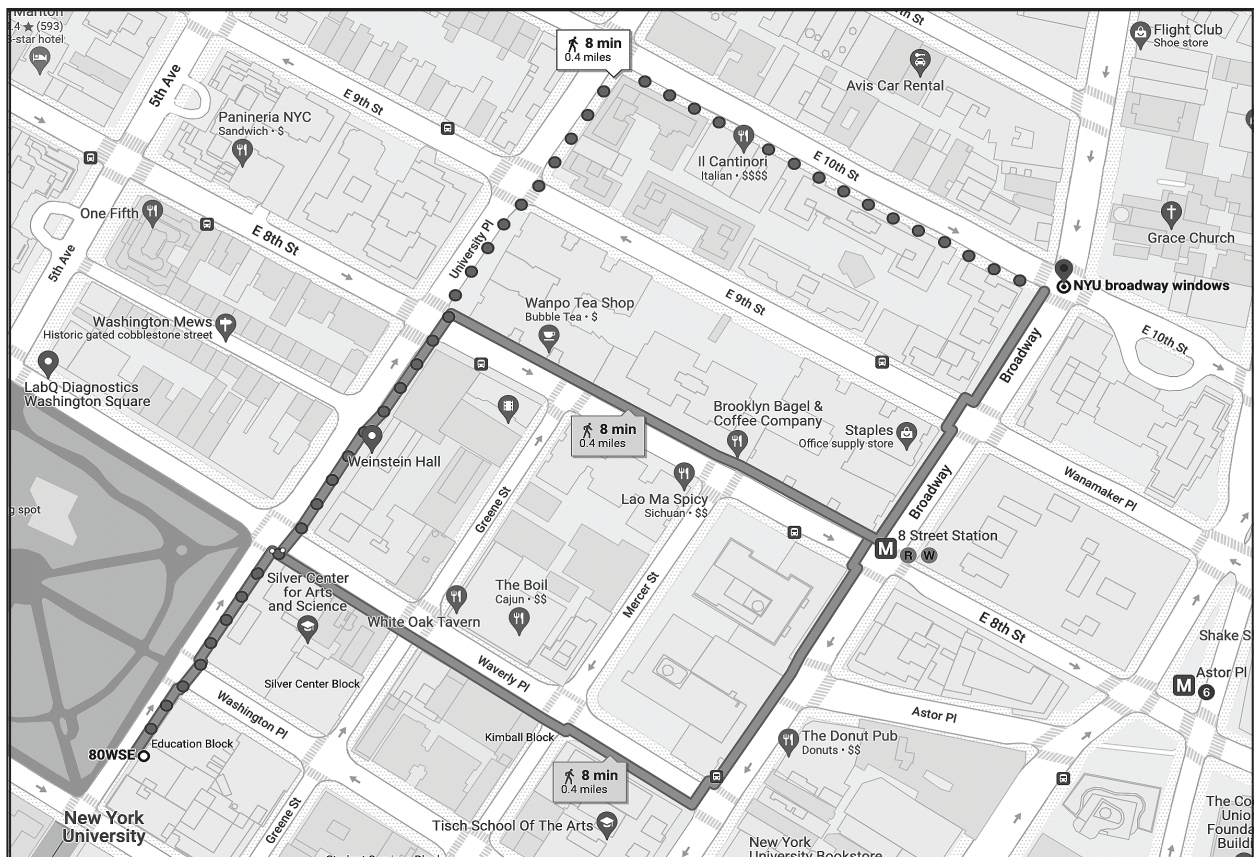 4★ (593)
-star hotel
8 min
0.4 miles
Flight Club
Shoe store
5th Ave
E 9th St
Avis Car Rental
Panineria NYC
Sandwich • $
Il Cantinori
Italian • $$$$
E 10th St
One Fifth
E 8th St
University Pl
Grace Church
5th Ave
NYU broadway windows
Wanpo Tea Shop
Bubble Tea • $
E 9th St
Washington Mews
Historic gated cobblestone street
Broadway
E 10th St
LabQ Diagnostics
Washington Square
Brooklyn Bagel &
Coffee Company
8 min
0.4 miles
Staples
Office supply store
Weinstein Hall
Lao Ma Spicy
Sichuan • $$
Broadway
Wanamaker Pl
g spot
Greene St
8 Street Station
M
R W
Silver Center
for Arts
and Science
The Boil
Cajun • $$
Mercer St
White Oak Tavern
E 8th St
Shake S
Waverly Pl
Silver Center Block
Astor Pl
M 6
Washington Pl
Astor Pl
Kimball Block
The Donut Pub
Donuts • $$
Education Block
80WSE
8 min
0.4 miles
New York
University
Greene St
Tisch School Of The Arts
The Co
Unio
Founda
Build
New York
University Bookstore